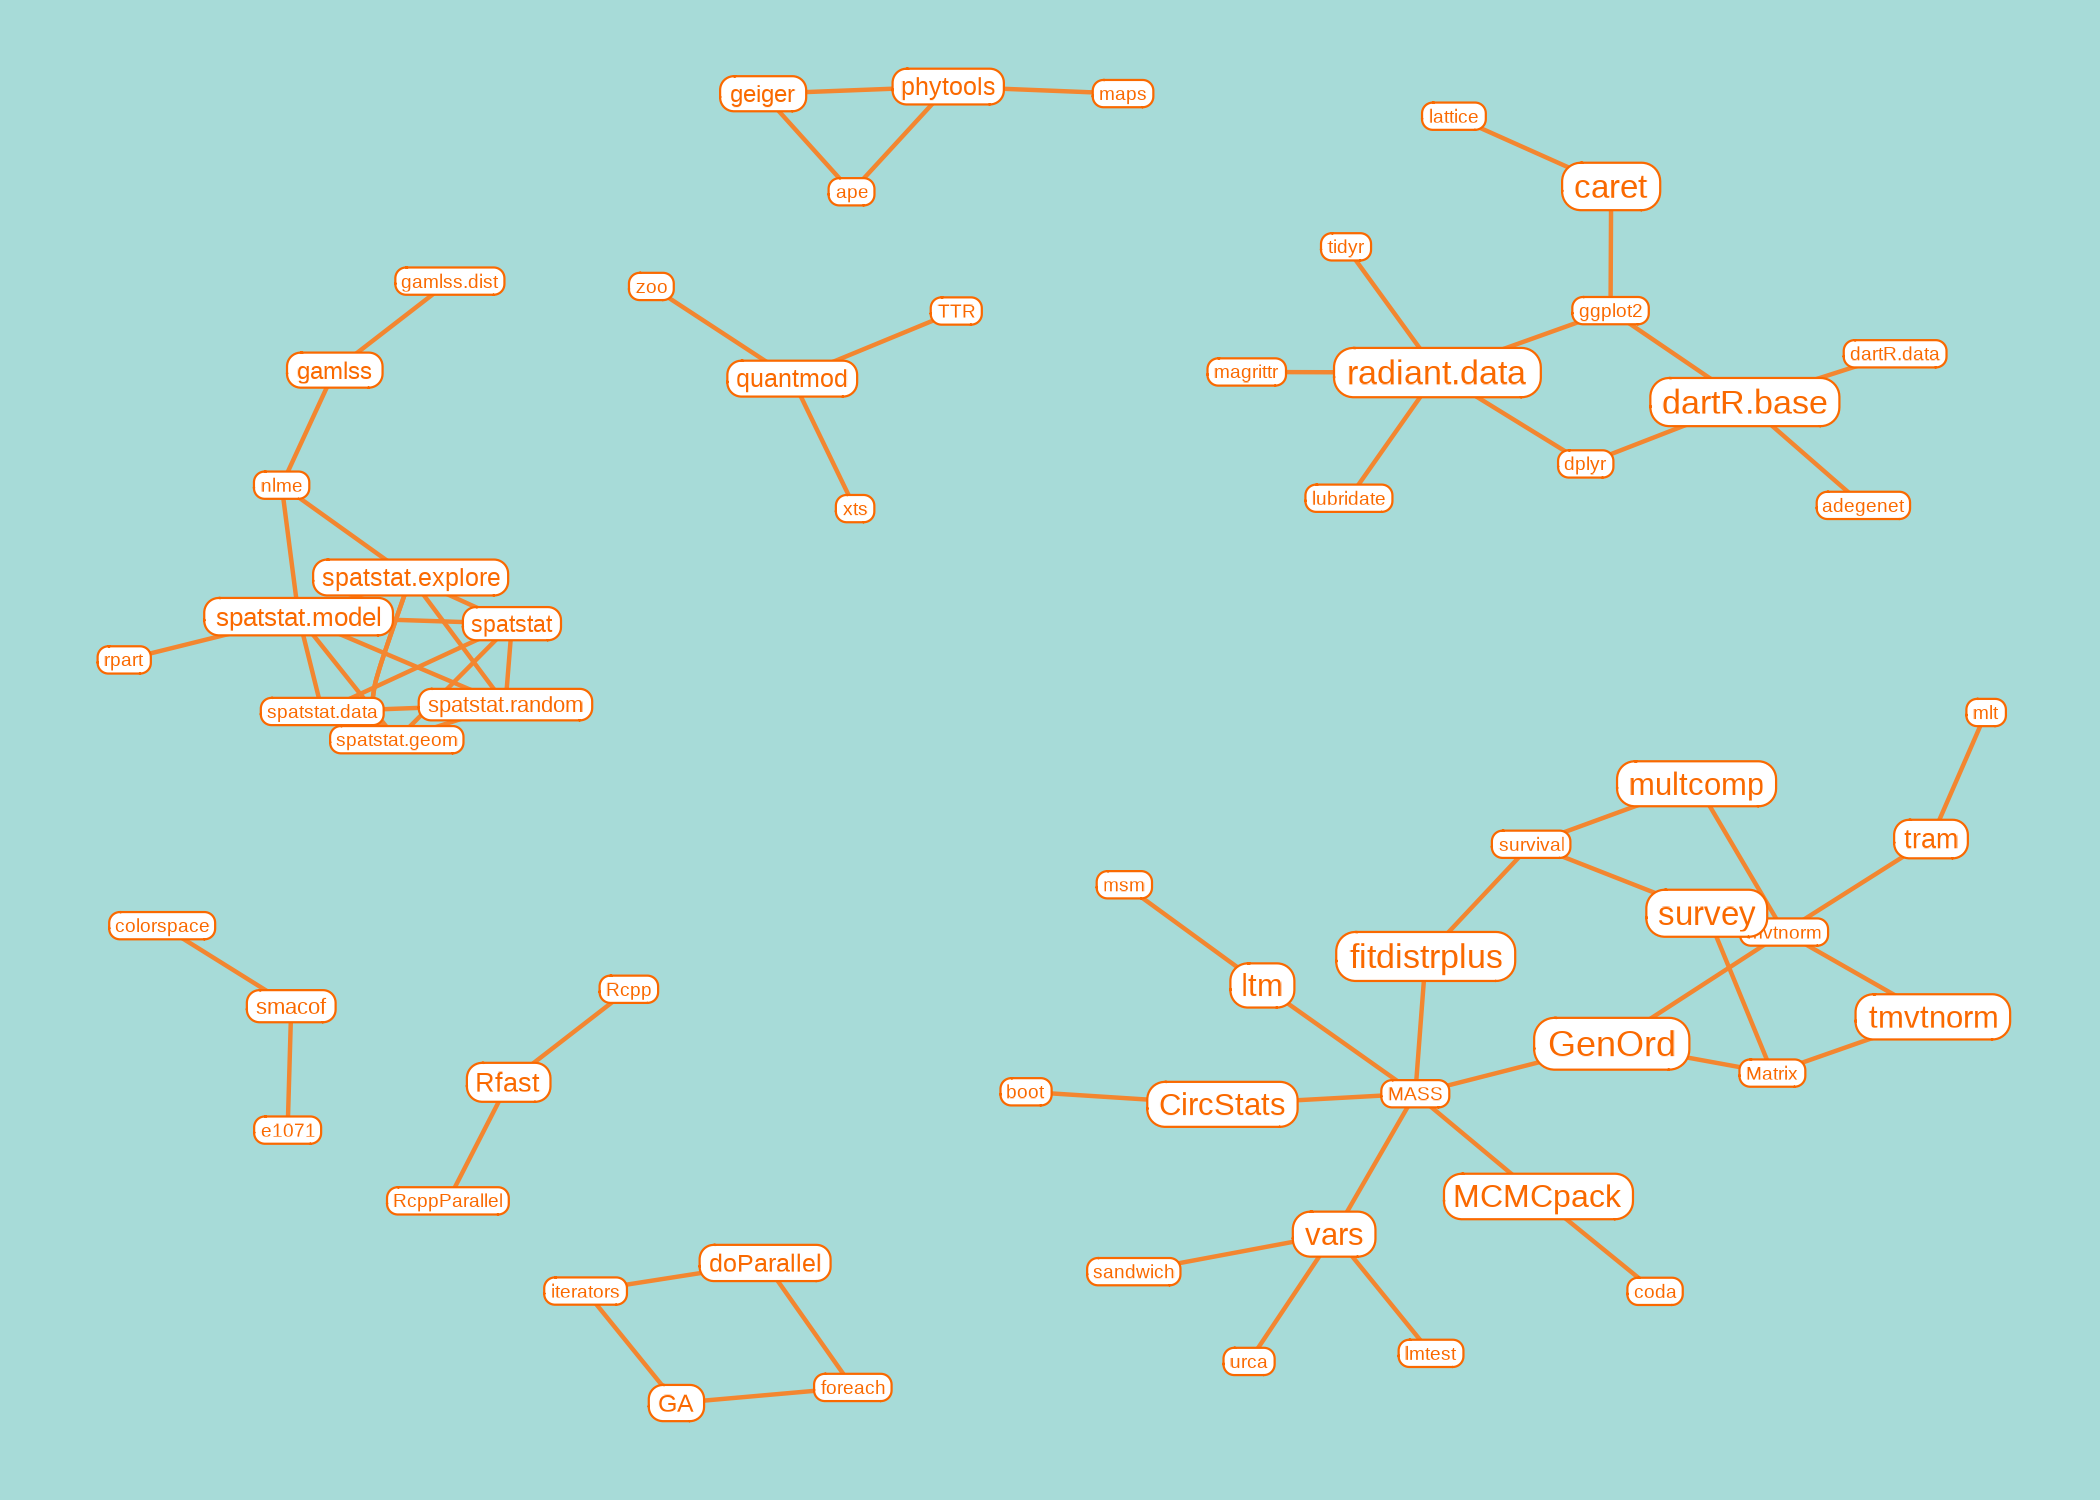 phytools
geiger
maps
lattice
ape
caret
tidyr
gamlss.dist
zoo
TTR
ggplot2
dartR.data
gamlss
quantmod
magrittr
radiant.data
dartR.base
dplyr
nlme
lubridate
xts
adegenet
spatstat.explore
spatstat.model
spatstat
rpart
spatstat.data
spatstat.random
mlt
spatstat.geom
multcomp
tram
survival
msm
survey
colorspace
fitdistrplus
ltm
Rcpp
smacof
tmvtnorm
GenOrd
Matrix
Rfast
boot
CircStats
MASS
e1071
RcppParallel
MCMCpack
vars
doParallel
sandwich
iterators
coda
urca
lmtest
foreach
GA